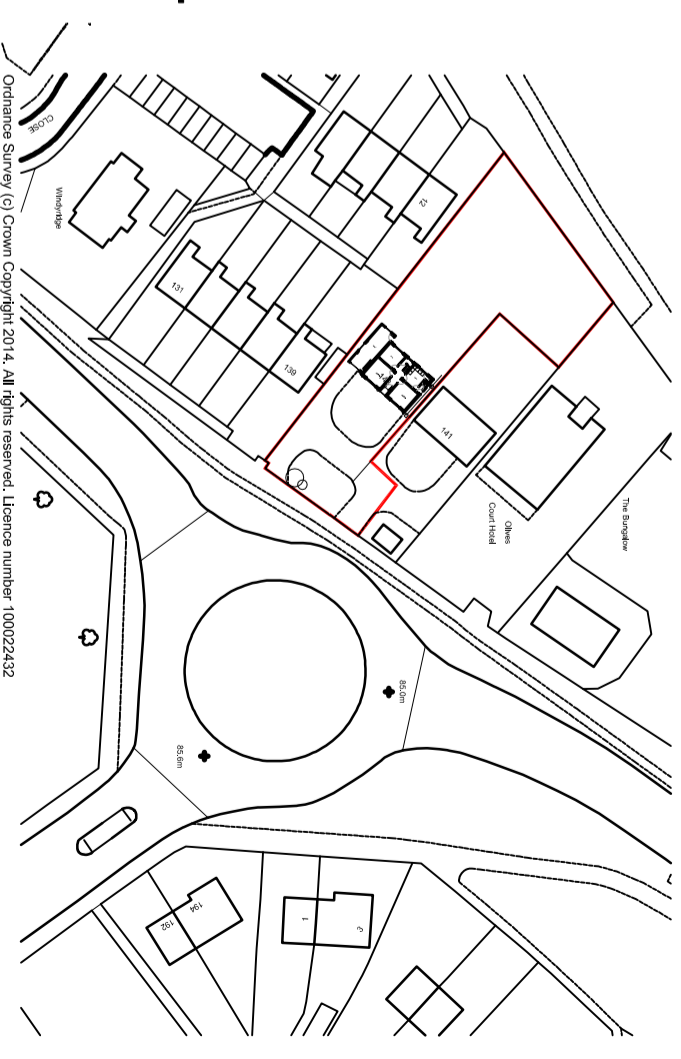 CLOSE
Windyridge
131
139
12
141
Olives
Court Hotel
The Bungalow
85.0m
85.6m
194
192
1
3
Ordnance Survey (c) Crown Copyright 2014. All rights reserved. Licence number 100022432